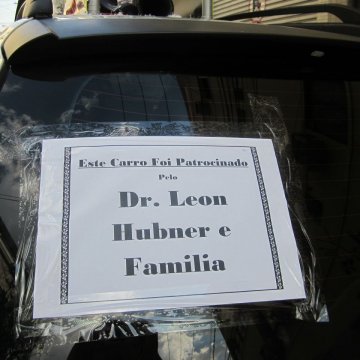 Este Carro Foi Patrocinado
Pelo
Dr. Leon
Hubner e
Familia